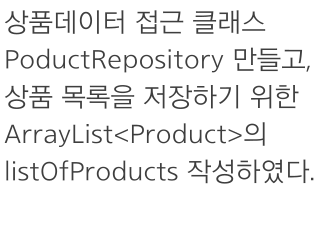 상품데이터 접근 클래스
PoductRepository 만들고,
상품 목록을 저장하기 위한
ArrayList<Product>의
listOfProducts 작성하였다.